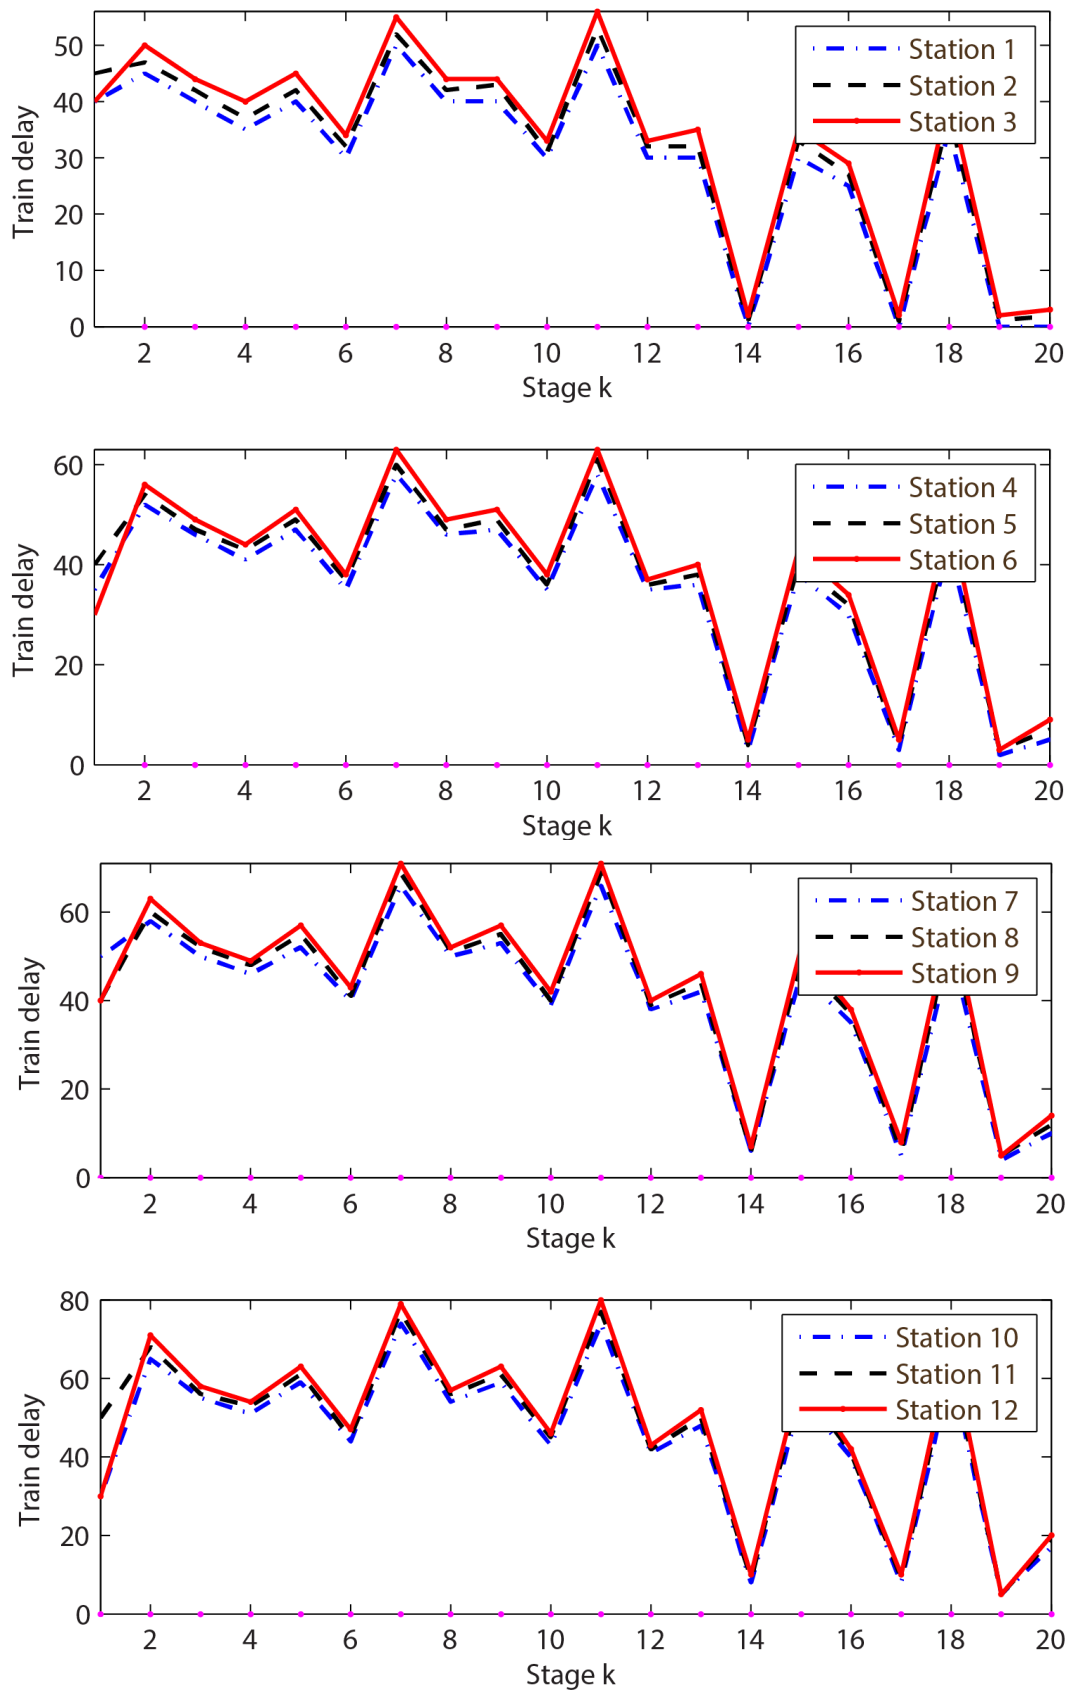 50
40
30
20
10
0
Train delay
Station 1
Station 2
Station 3
2 4 6 8 10 12 14 16 18 20
Stage k
60
40
20
0
Train delay
Station 4
Station 5
Station 6
2 4 6 8 10 12 14 16 18 20
Stage k
60
40
20
0
Train delay
Station 7
Station 8
Station 9
2 4 6 8 10 12 14 16 18 20
Stage k
80
60
40
20
0
Train delay
Station 10
Station 11
Station 12
2 4 6 8 10 12 14 16 18 20
Stage k